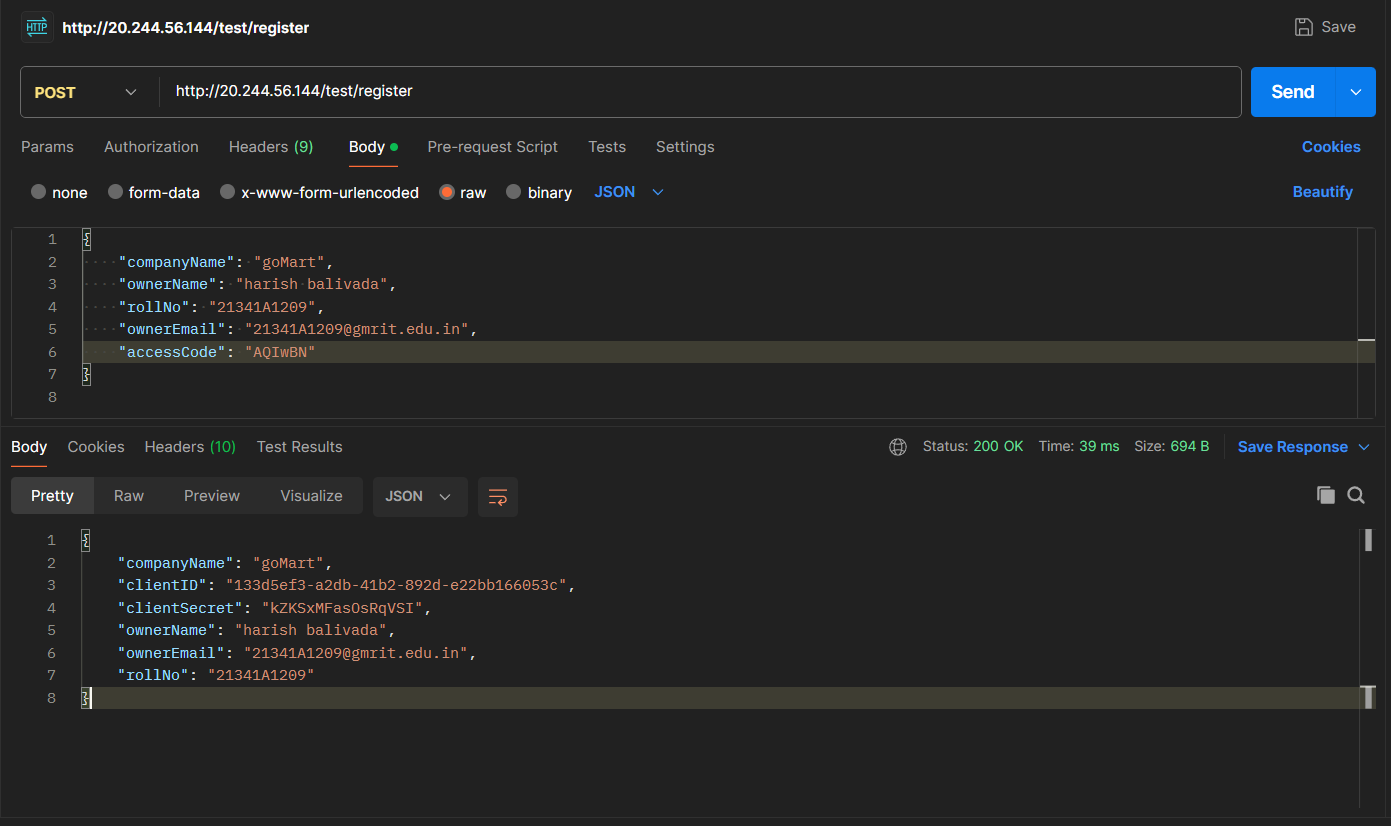 HTTP http://20.244.56.144/test/register Save
POST http://20.244.56.144/test/register Send
Params Authorization Headers (9) Body Pre-request Script Tests Settings Cookies
none form-data x-www-form-urlencoded raw binary JSON Beautify
1 {
2 "companyName": "goMart",
3 "ownerName": "harish balivada",
4 "rollNo": "21341A1209",
5 "ownerEmail": "21341A1209@gmrit.edu.in",
6 "accessCode": "AQIwBN"
7 }
8
Body Cookies Headers (10) Test Results Status: 200 OK Time: 39 ms Size: 694 B Save Response
Pretty Raw Preview Visualize JSON
1 {
2 "companyName": "goMart",
3 "clientID": "133d5ef3-a2db-41b2-892d-e22bb166053c",
4 "clientSecret": "kZKSxMFasOsRqVSI",
5 "ownerName": "harish balivada",
6 "ownerEmail": "21341A1209@gmrit.edu.in",
7 "rollNo": "21341A1209"
8 }